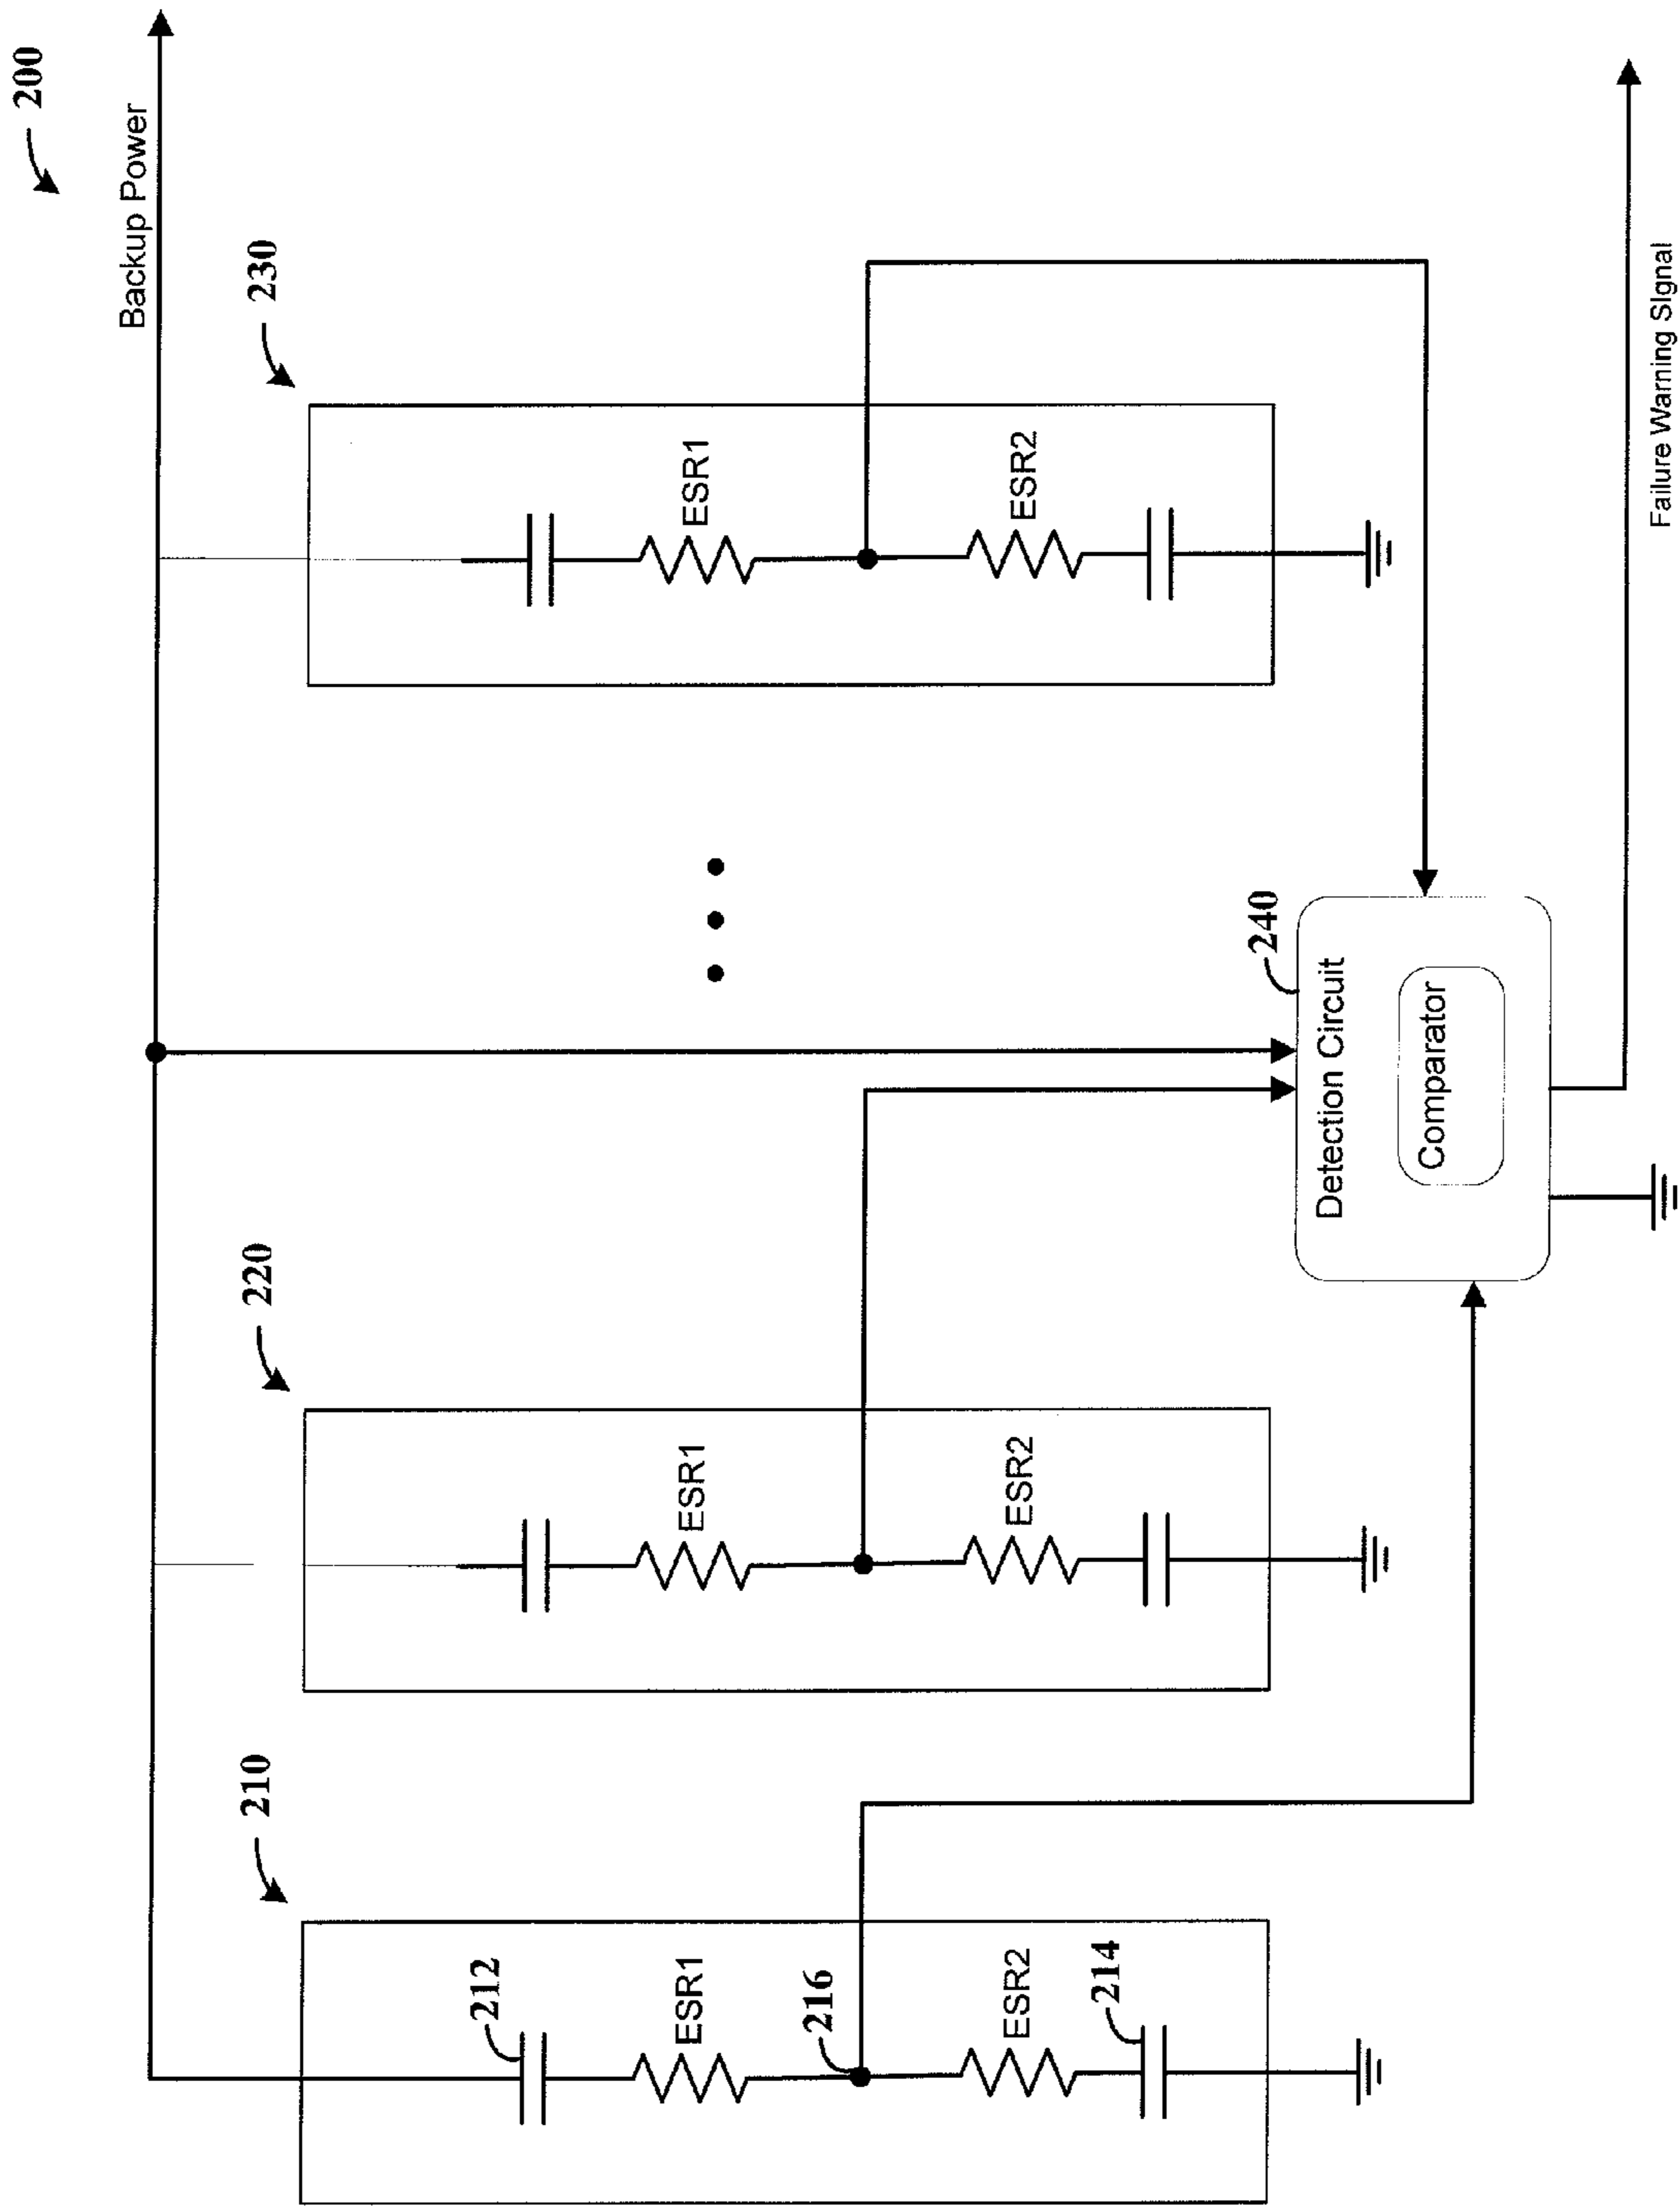 200
Backup Power
210
212
ESR1
216
ESR2
214
220
ESR1
ESR2
230
ESR1
ESR2
240
Detection Circuit
Comparator
Failure Warning SIgnal